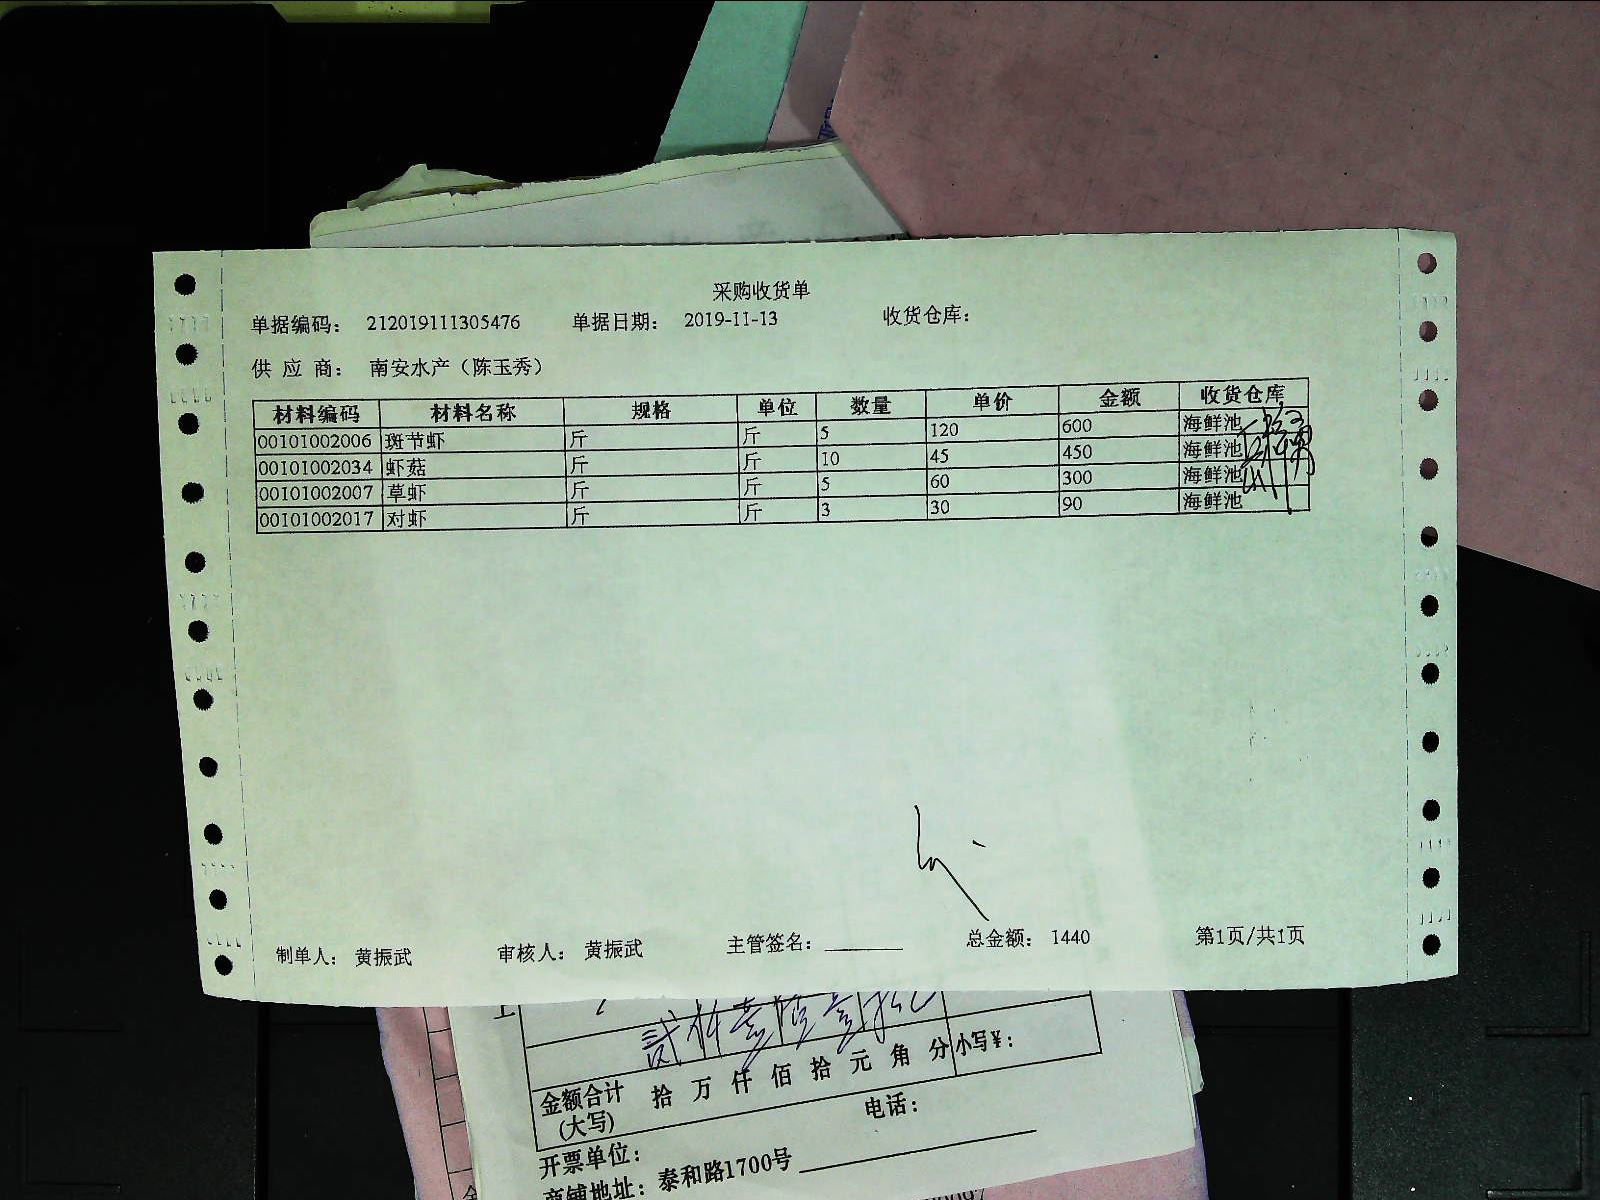 采购收货单
单据编码： 212019111305476 单据日期： 2019-11-13 收货仓库：
供 应 商： 南安水产（陈玉秀）
材料编码 材料名称 规格 单位 数量 单价 金额 收货仓库
00101002006 斑节虾 斤 斤 5 120 600 海鲜池
00101002034 虾菇 斤 斤 10 45 450 海鲜池
00101002007 草虾 斤 斤 5 60 300 海鲜池
00101002017 对虾 斤 斤 3 30 90 海鲜池
制单人： 黄振武 审核人： 黄振武 主管签名： 总金额： 1440 第1页/共1页
金额合计 拾 万 仟 佰 拾 元 角 分 小写¥：
(大写)
开票单位： 电话：
商铺地址： 泰和路1700号